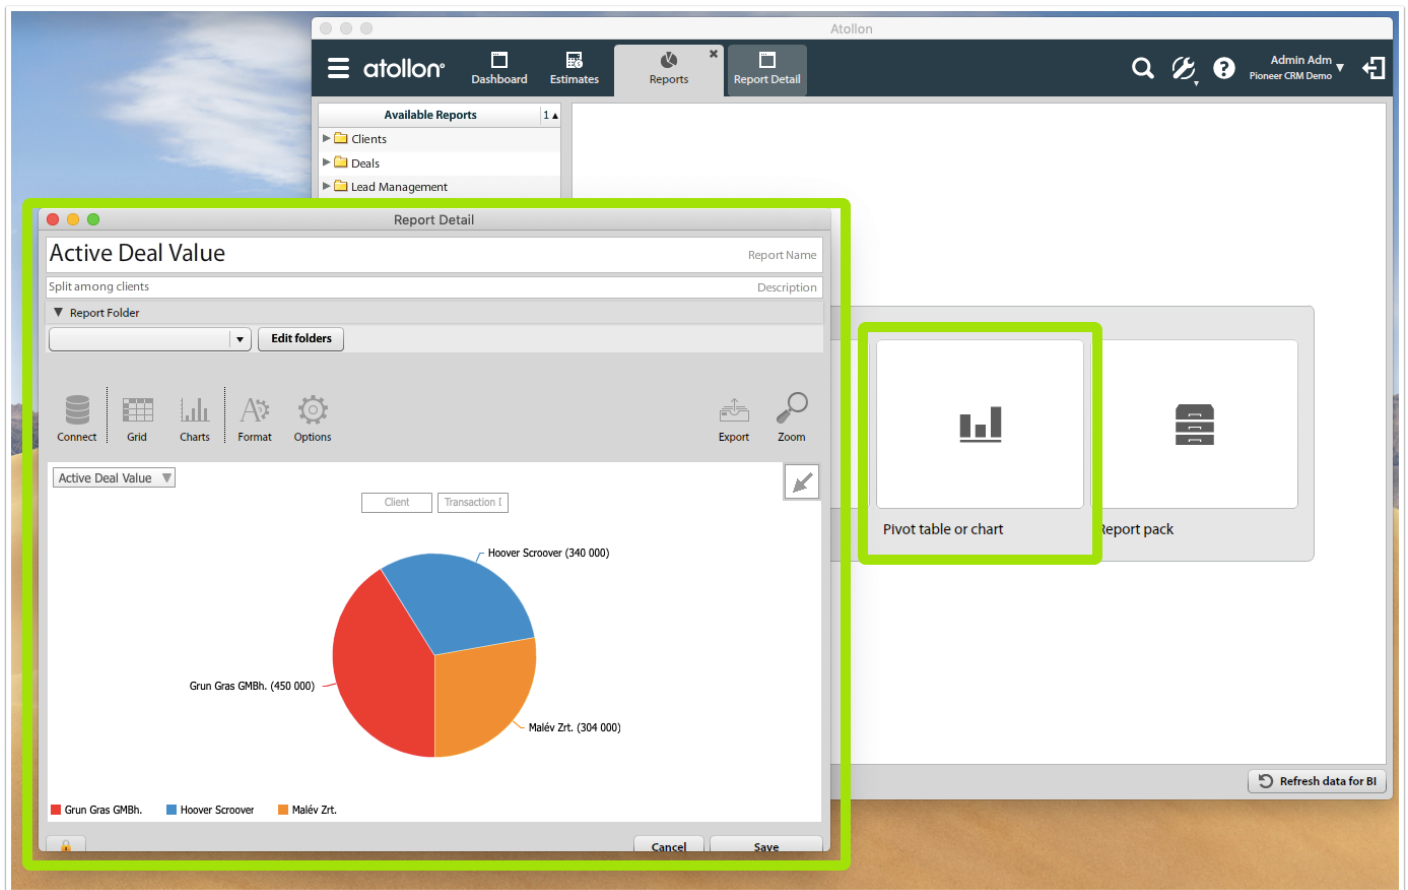 Atollon
atollon
Dashboard
Estimates
Reports
Report Detail
Admin Adm
Pioneer CRM Demo
Available Reports
1
Clients
Deals
Lead Management
Report Detail
Active Deal Value
Report Name
Split among clients
Description
Report Folder
Edit folders
Connect
Grid
Charts
Format
Options
Export
Zoom
Active Deal Value
Client
Transaction
Hoover Scroover (340 000)
Grun Gras GMBh. (450 000)
Malév Zrt. (304 000)
Grun Gras GMBh.
Hoover Scroover
Malév Zrt.
Cancel
Save
Pivot table or chart
Report pack
Refresh data for BI